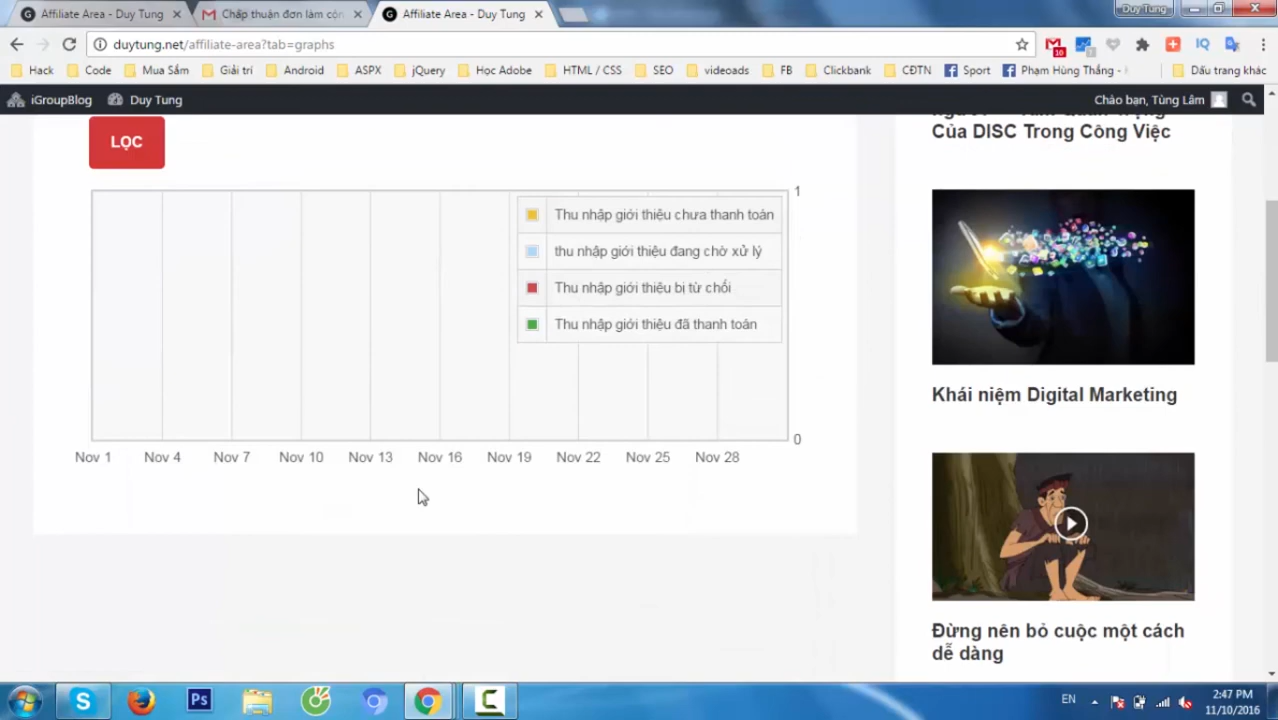 Affiliate Area - Duy Tung
Chấp thuận đơn làm côn
Affiliate Area - Duy Tung
Duy Tung
duytung.net/affiliate-area?tab=graphs
10
1
IQ
Hack
Code
Mua Sắm
Giải trí
Android
iAiNX-T
jQuery
Học Adobe
HTML / CSS
SEO
videoads
FB
Clickbank
CĐTN
Sport
Phạm Hùng Thắng -
Dấu trang khác
iGroupBlog
Duy Tung
Chào bạn, Tùng Lâm
LỌC
Thu nhập giới thiệu chưa thanh toán
thu nhập giới thiệu đang chờ xử lý
Thu nhập giới thiệu bị từ chối
Thu nhập giới thiệu đã thanh toán
1
0
Nov 1
Nov 4
Nov 7
Nov 10
Nov 13
Nov 16
Nov 19
Nov 22
Nov 25
Nov 28
Của DISC Trong Công Việc
Khái niệm Digital Marketing
Đừng nên bỏ cuộc một cách
dễ dàng
Ps
EN
2:47 PM
11/10/2016